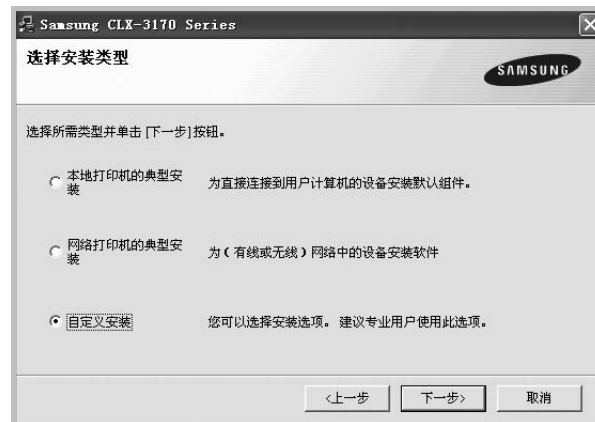 Samsung CLX-3170 Series
选择安装类型
SAMSUNG
选择所需类型并单击 [下一步]按钮。
本地打印机的典型安
装
为直接连接到用户计算机的设备安装默认组件。
网络打印机的典型安
装
为(有线或无线)网络中的设备安装软件
自定义安装
您可以选择安装选项。 建议专业用户使用此选项。
<上一步
下一步>
取消